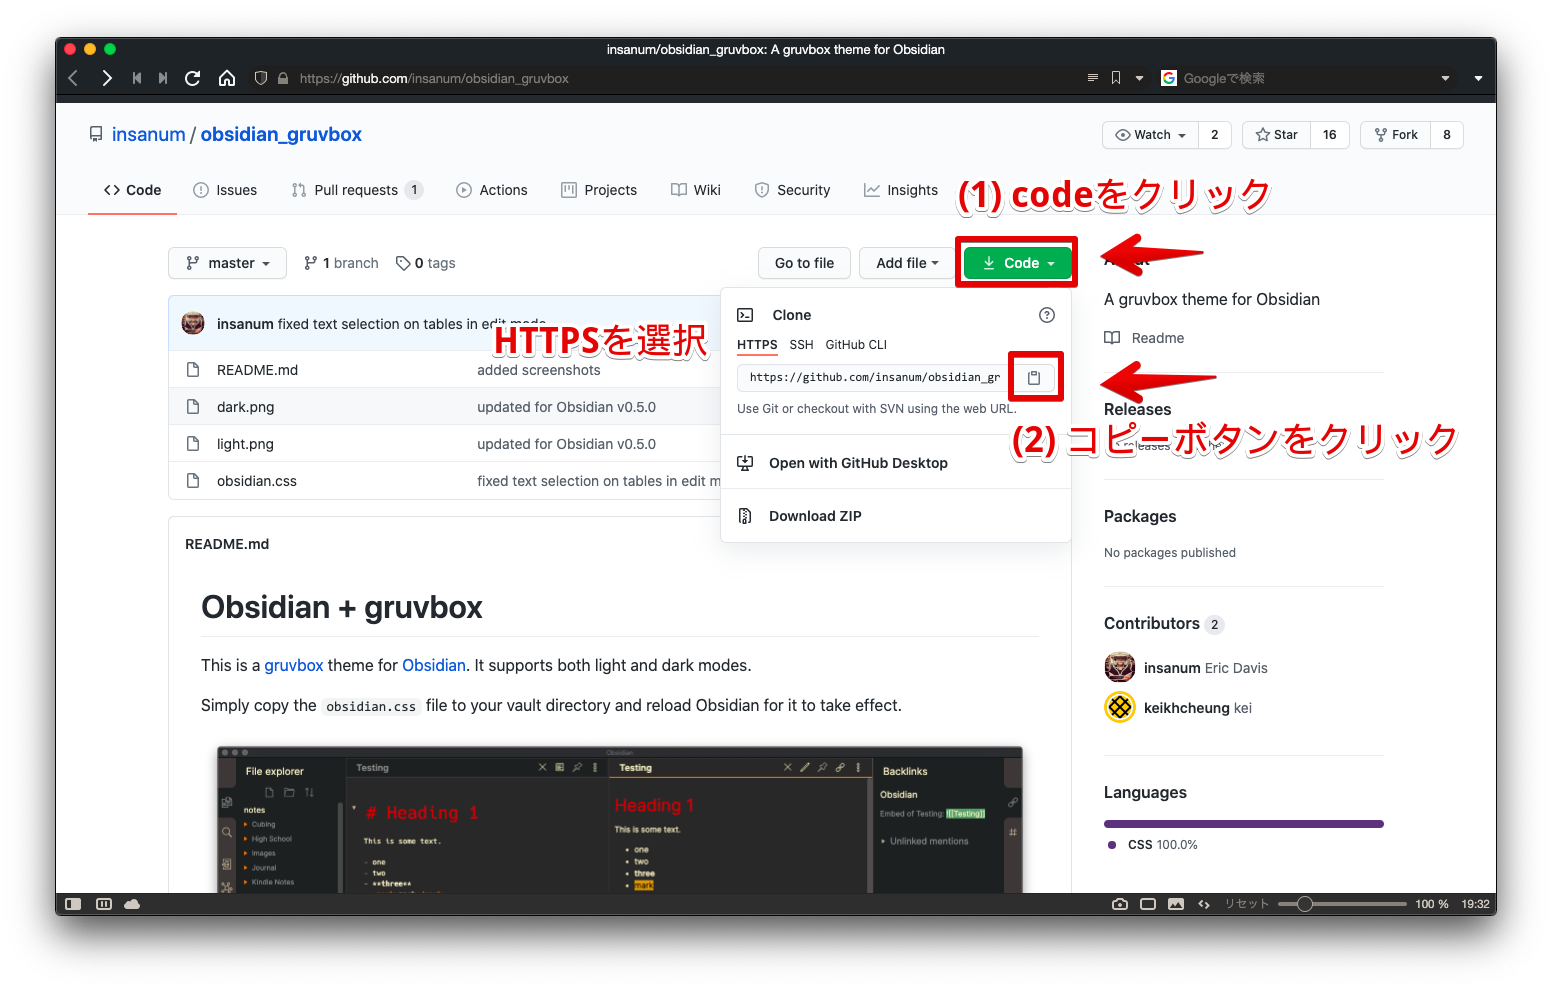 insanum/obsidian_gruvbox: A gruvbox theme for Obsidian
https://github.com/insanum/obsidian_gruvbox
Googleで検索
insanum / obsidian_gruvbox
Watch 2 Star 16 Fork 8
Code Issues Pull requests 1 Actions Projects Wiki Security Insights
(1) codeをクリック
master 1 branch 0 tags Go to file Add file Code
A gruvbox theme for Obsidian
Readme
insanum fixed text selection on tables in edit mode
HTTPSを選択
README.md added screenshots
dark.png updated for Obsidian v0.5.0
light.png updated for Obsidian v0.5.0
obsidian.css fixed text selection on tables in edit m
Clone
HTTPS SSH GitHub CLI
https://github.com/insanum/obsidian_gr
Use Git or checkout with SVN using the web URL.
(2) コピーボタンをクリック
Open with GitHub Desktop
Download ZIP
Releases
Packages
No packages published
Contributors 2
insanum Eric Davis
keikhcheung kei
Languages
CSS 100.0%
README.md
Obsidian + gruvbox
This is a gruvbox theme for Obsidian. It supports both light and dark modes.
Simply copy the obsidian.css file to your vault directory and reload Obsidian for it to take effect.
Obsidian
File explorer
notes
Cubing
High School
Images
Journal
Kindle Notes
Testing
# Heading 1
This is some text.
- one
- two
- **three**
Testing
Heading 1
This is some text.
• one
• two
• three
• mark
Backlinks
Obsidian
Embed of Testing: ![[Testing]]
Unlinked mentions
リセット 100 % 19:32